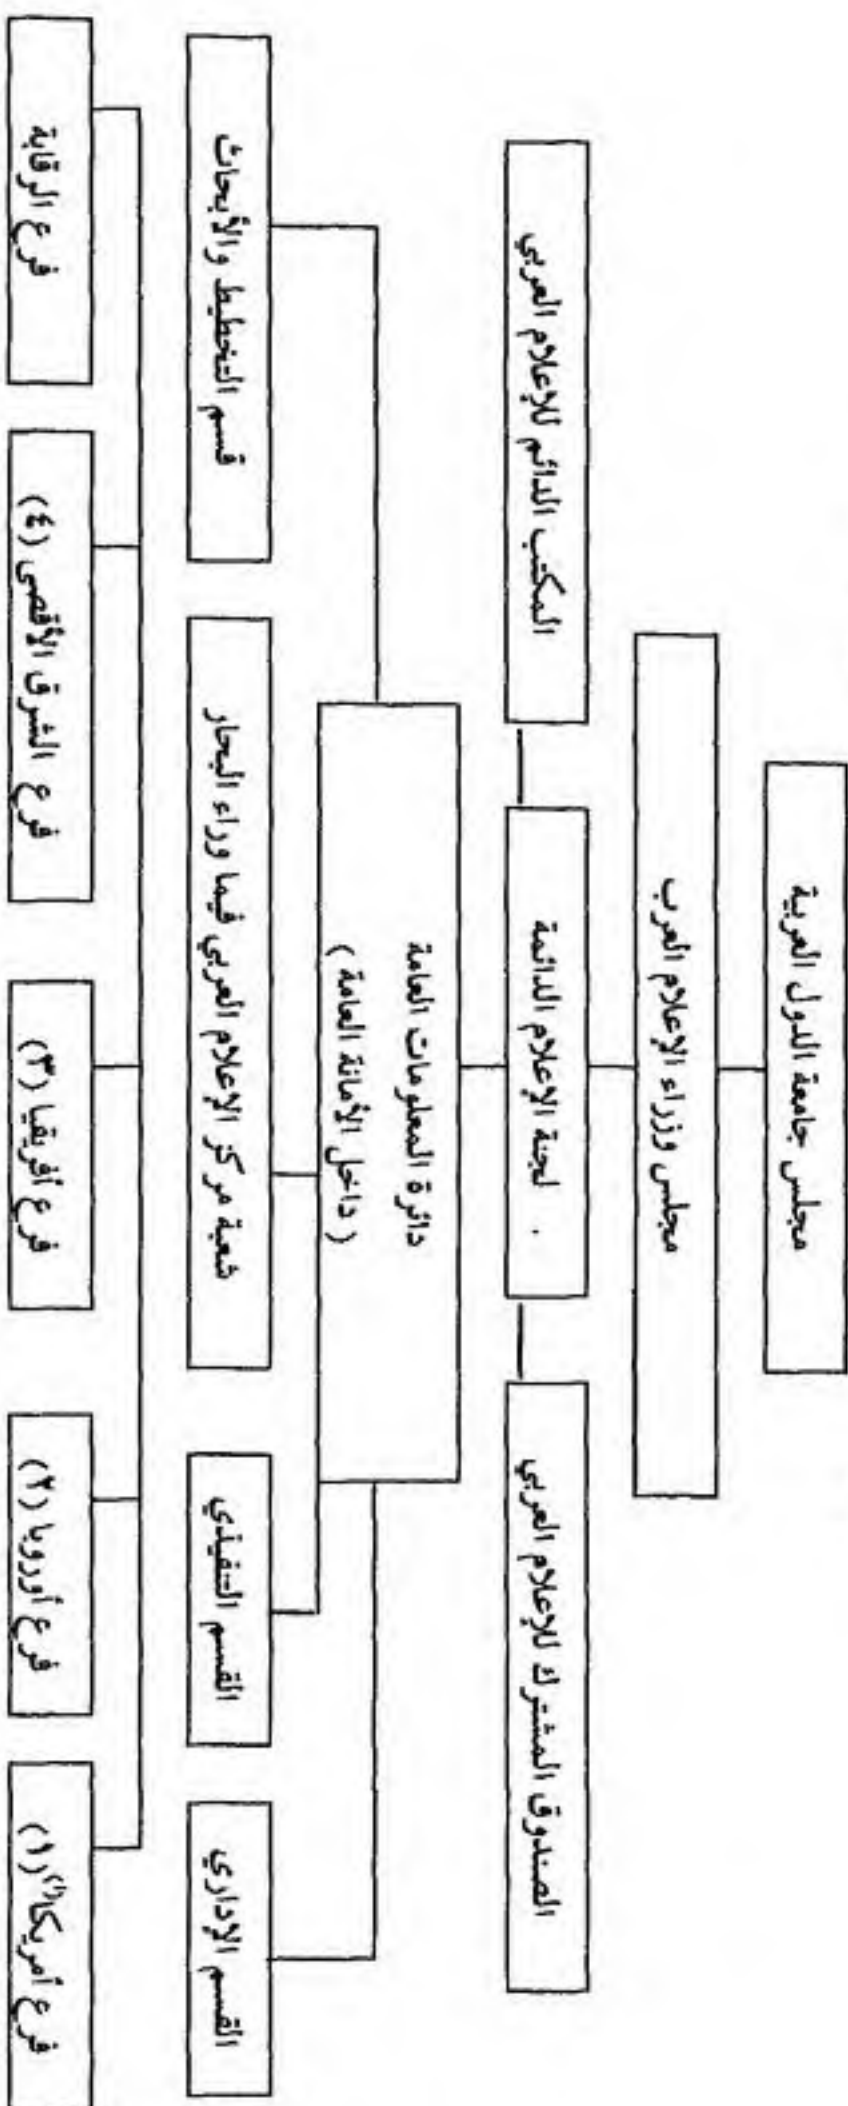 مجلس جامعة الدول العربية
مجلس وزراء الإعلام العرب
الصندوق المشترك للإعلام العربي
لجنة الإعلام الدائمة .
المكتب الدائم للإعلام العربي
دائرة المعلومات العامة
(داخل الأمانة العامة)
القسم الإداري
القسم التنفيذي
شعبة مركز الإعلام العربي فيما وراء البحار
قسم التخطيط والأبحاث
فرع أمريكا(١) (١)
فرع أوروبا (٢)
فرع أفريقيا (٣)
فرع الشرق الأقصى (٤)
فرع الرقابة